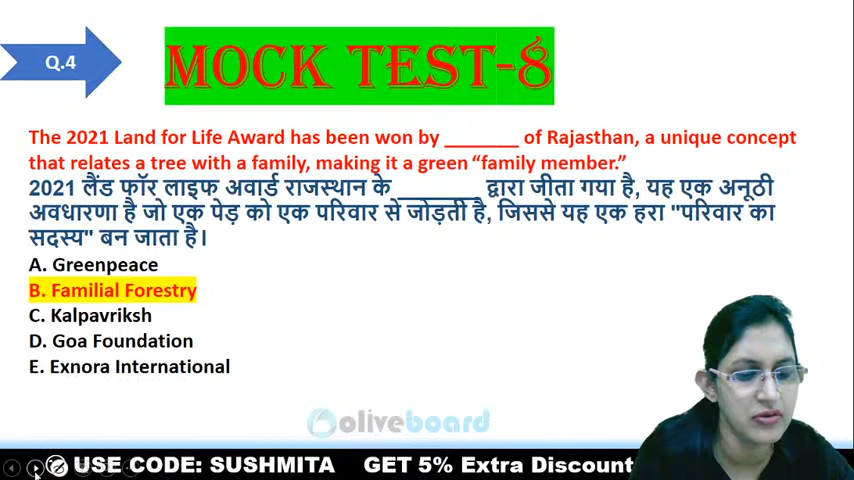 Q.4
MOCK TEST-8
The 2021 Land for Life Award has been won by _______ of Rajasthan, a unique concept
that relates a tree with a family, making it a green “family member.”
2021 लैंड फॉर लाइफ अवार्ड राजस्थान के _______ द्वारा जीता गया है, यह एक अनूठी
अवधारणा है जो एक पेड़ को एक परिवार से जोड़ती है, जिससे यह एक हरा "परिवार का
सदस्य" बन जाता है।
A. Greenpeace
B. Familial Forestry
C. Kalpavriksh
D. Goa Foundation
E. Exnora International
oliveboard
USE CODE: SUSHMITA GET 5% Extra Discount